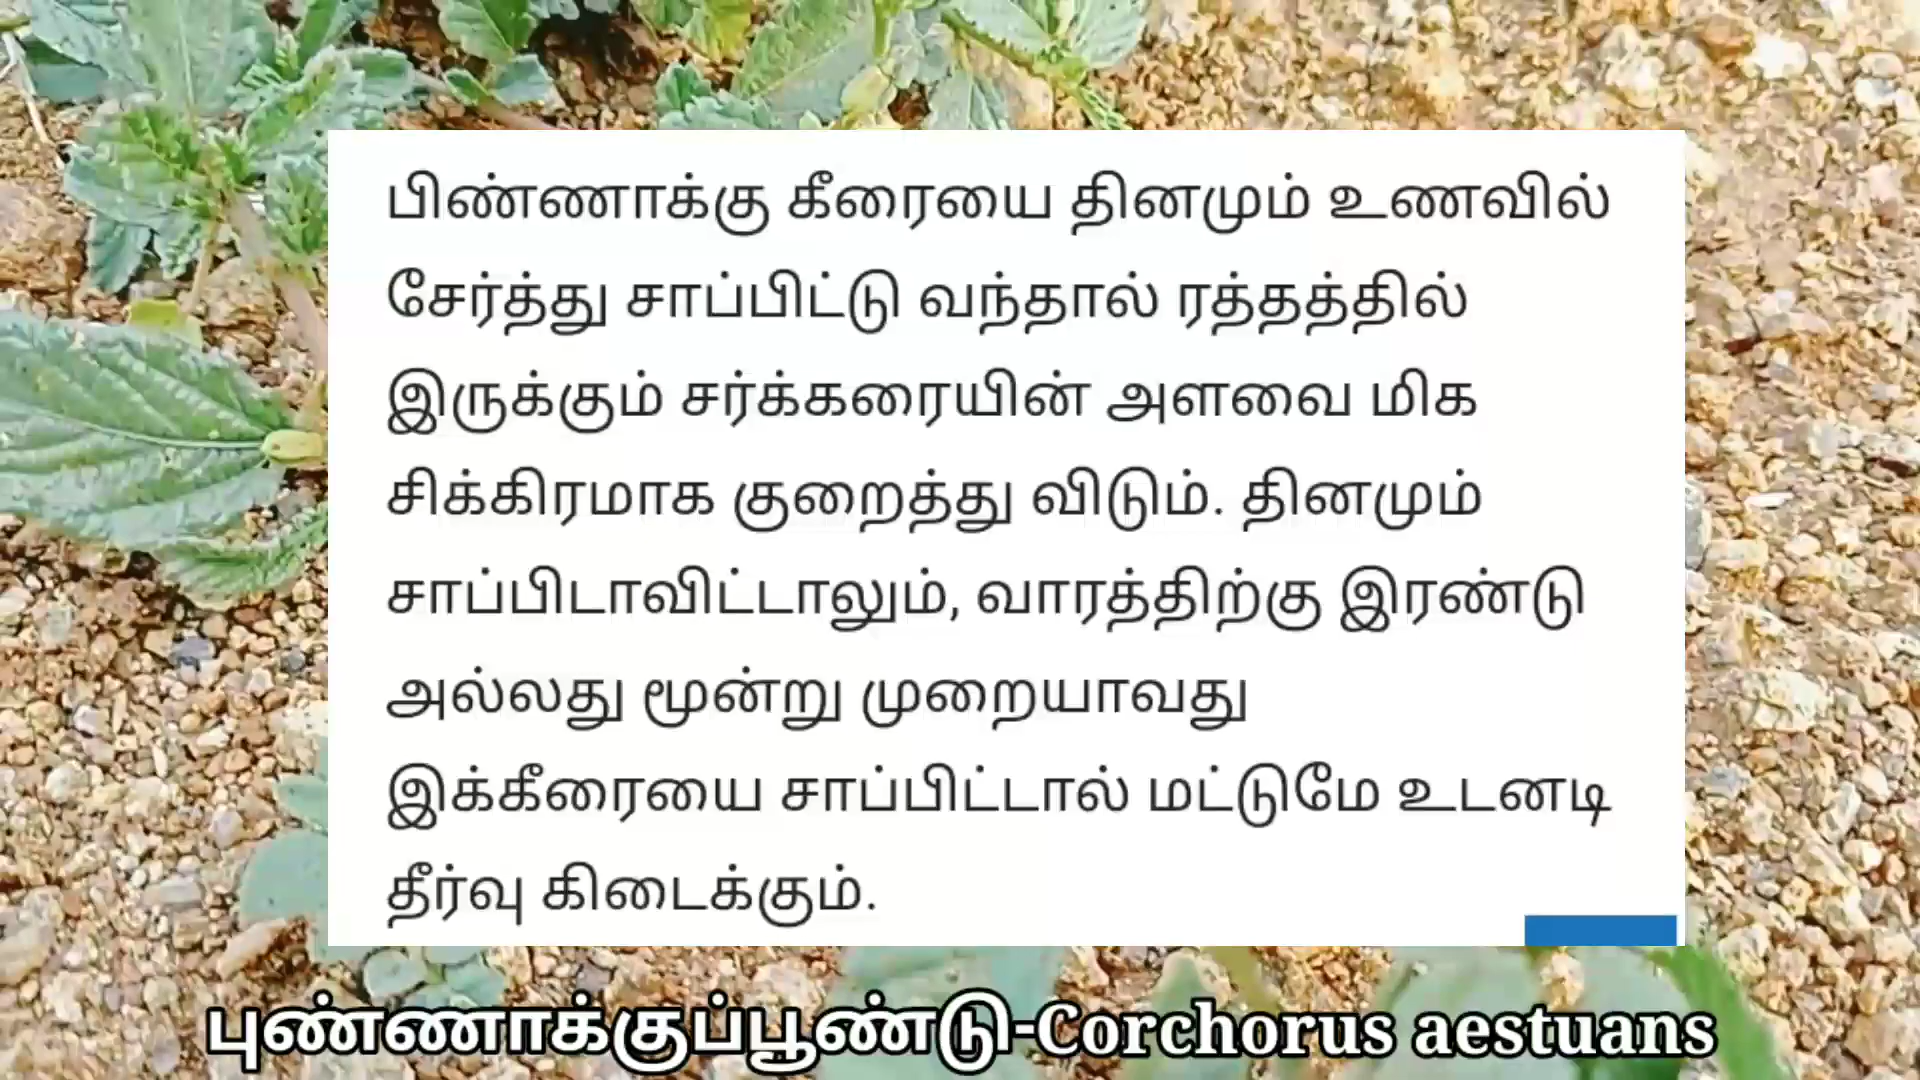 பிண்ணாக்கு கீரையை தினமும் உணவில்
சேர்த்து சாப்பிட்டு வந்தால் ரத்தத்தில்
இருக்கும் சர்க்கரையின் அளவை மிக
சிக்கிரமாக குறைத்து விடும். தினமும்
சாப்பிடாவிட்டாலும், வாரத்திற்கு இரண்டு
அல்லது மூன்று முறையாவது
இக்கீரையை சாப்பிட்டால் மட்டுமே உடனடி
தீர்வு கிடைக்கும்.
புண்ணாக்குப்பூண்டு-Corchorus aestuans